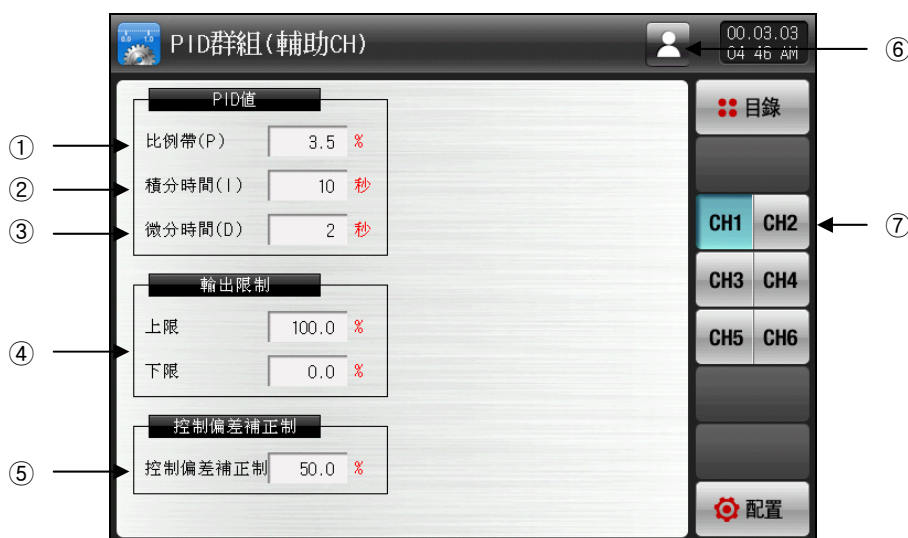 PID群組(輔助CH)
00.03.03
04 46 AM
⑥
PID值
① 比例帶(P) 3.5 %
② 積分時間(I) 10 秒
③ 微分時間(D) 2 秒
輸出限制
上限 100.0 %
④
下限 0.0 %
控制偏差補正制
⑤ 控制偏差補正制 50.0 %
目錄
CH1 CH2 ⑦
CH3 CH4
CH5 CH6
配置